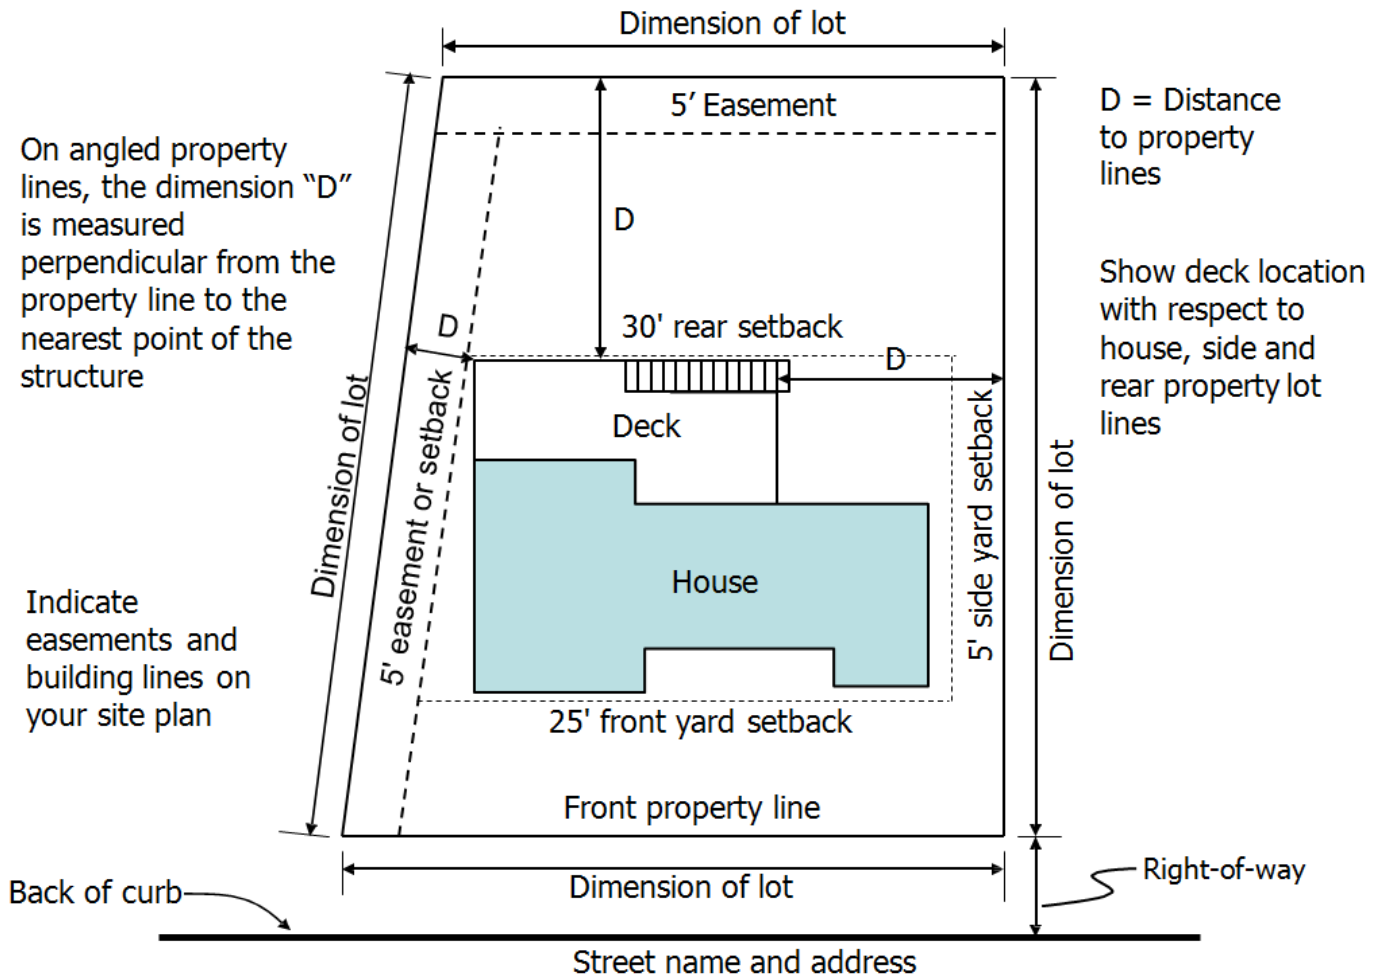 Dimension of lot
5’ Easement
D = Distance
to property
lines
On angled property
lines, the dimension “D”
is measured
perpendicular from the
property line to the
nearest point of the
structure
D
Show deck location
with respect to
house, side and
rear property lot
lines
D
30' rear setback
D
Deck
Dimension of lot
5' easement or setback
5' side yard setback
Dimension of lot
House
Indicate
easements and
building lines on
your site plan
25' front yard setback
Front property line
Right-of-way
Dimension of lot
Back of curb
Street name and address